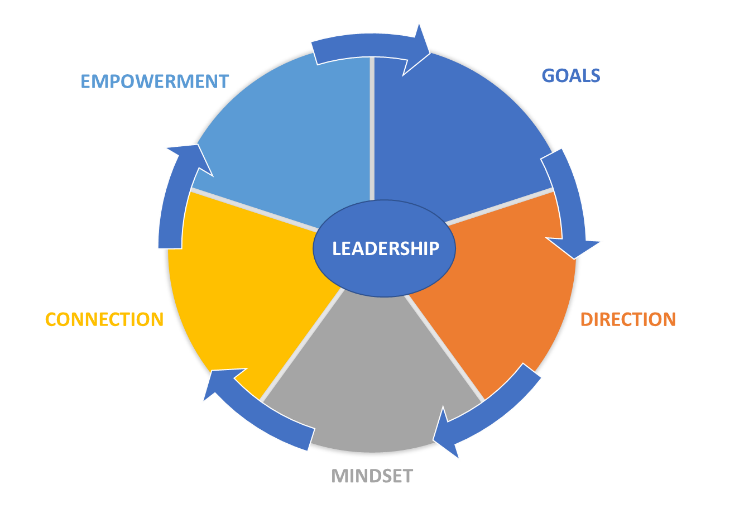 EMPOWERMENT
GOALS
LEADERSHIP
CONNECTION
DIRECTION
MINDSET